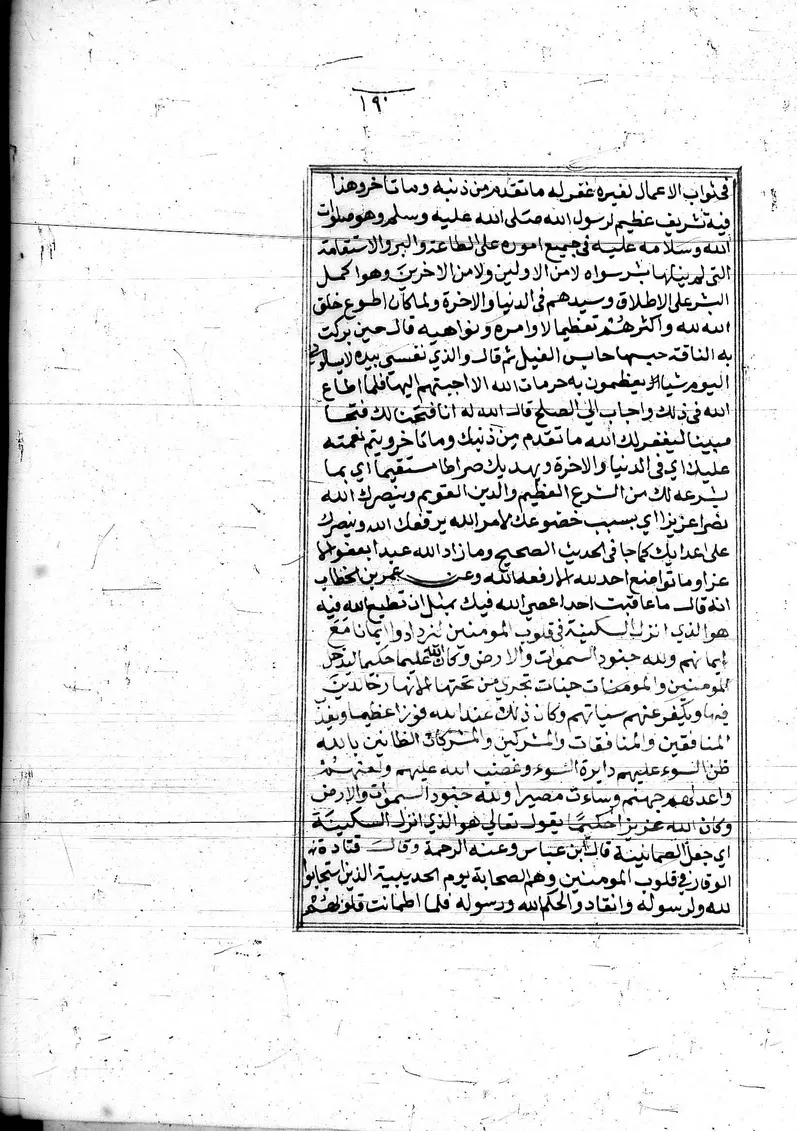 ١٩٠
في ثواب الاعمال لغيره غفر له ما تقدم من ذنبه وما تاخر وهذا
فيه تشريف عظيم لرسول الله صلى الله عليه وسلم وهو صلوات
الله وسلامه عليه في جميع اموره على الطاعة والبر والاستقامة
التي لم ينلها بشر سواه لا من الاولين ولا من الاخرين وهو اكمل
البشر على الاطلاق وسيدهم في الدنيا والاخرة ولما كان اطوع خلق
الله لله واكثرهم تعظيما لاوامره ونواهيه قال حين بركت
به الناقة حبسها حابس الفيل ثم قال والذي نفسي بيده لا يسلوني
اليوم شيا يعظمون به حرمات الله الا اجبتهم اليها فلما اطاع
الله في ذلك واجاب الي الصلح قال الله له انا فتحنا لك فتحا
مبينا ليغفر لك الله ما تقدم من ذنبك وما تاخر ويتم نعمته
عليك اي في الدنيا والاخرة ويهديك صراطا مستقيما اي بما
يشرعه لك من الشرع العظيم والدين القويم وينصرك الله
نصرا عزيزا اي بسبب خضوعك لامر الله يرفعك الله وينصرك
على اعدايك كما جا في الحديث الصحيح وما زاد الله عبدا بعفو الا
عزا وما تواضع احد لله الا رفعه الله وعن عمر بن الخطاب
انه قال ما عاقبت احدا عصي الله فيك بمثل ان تطيع الله فيه
هو الذي انزل السكينة في قلوب المومنين ليزدادوا ايمانا مع
ايمانهم ولله جنود السموات والارض وكان الله عليما حكيما ليدخل
المومنين والمومنات جنات تجري من تحتها الانهار خالدين
فيها ويكفر عنهم سياتهم وكان ذلك عند الله فوزا عظيما ويعذب
المنافقين والمنافقات والمشركين والمشركات الظانين بالله
ظن السوء عليهم دايرة السوء وغضب الله عليهم ولعنهم
واعد لهم جهنم وساءت مصيرا ولله جنود السموات والارض
وكان الله عزيزا حكيما يقول تعالي هو الذي انزل السكينة
اي جعل الطمانينة قال ابن عباس وعنه الرحمة وقال قتادة
الوقار في قلوب المومنين وهم الصحابة يوم الحديبية الذين استجابوا
لله ولرسوله وانقادوا لحكم الله ورسوله فلما اطمانت قلوبهم